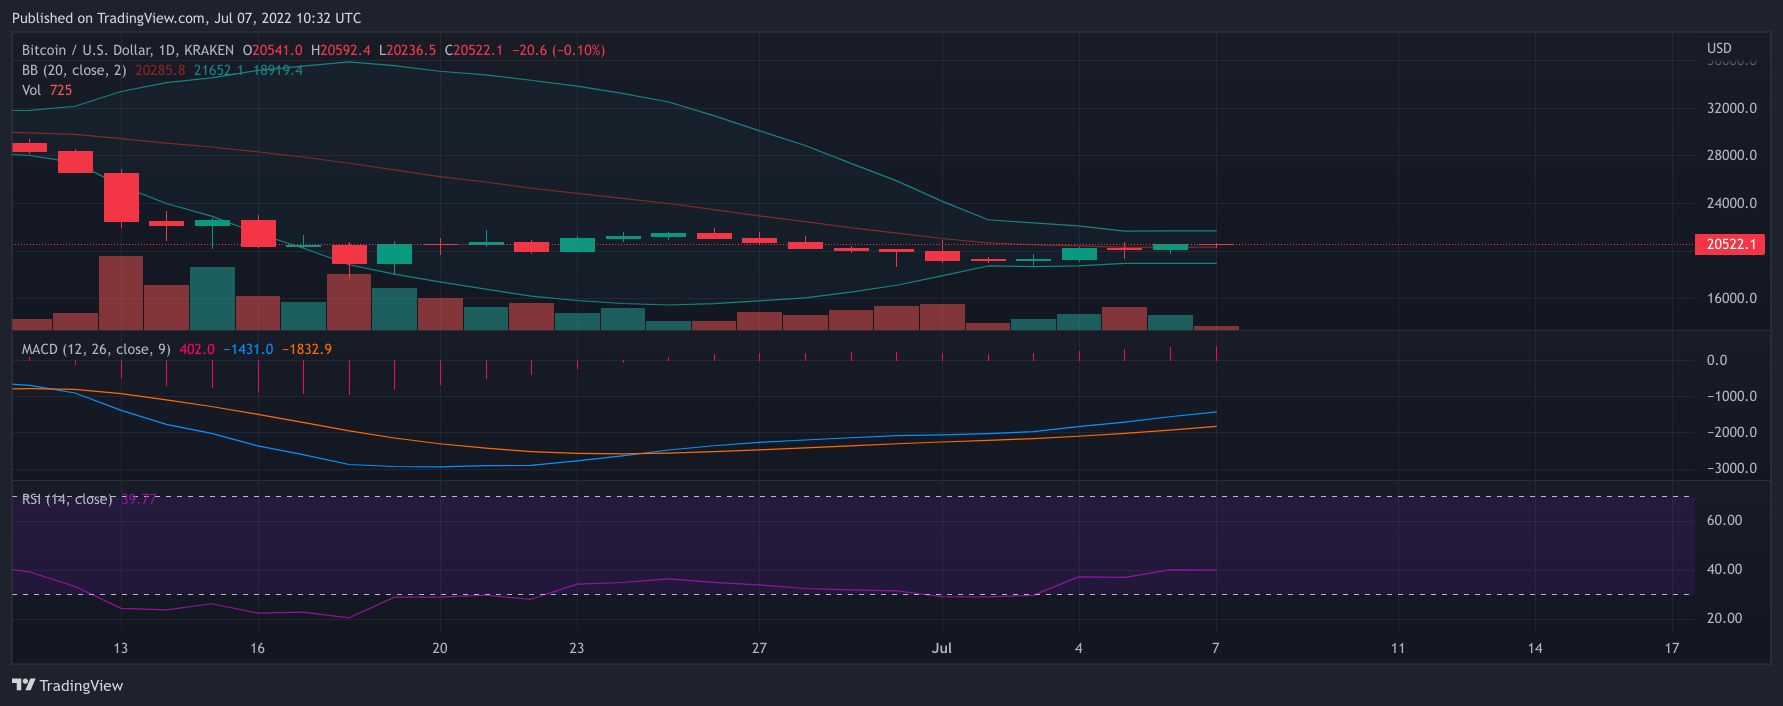 Published on TradingView.com, Jul 07, 2022 10:32 UTC
Bitcoin / U.S. Dollar, 1D, KRAKEN O20541.0 H20592.4 L20236.5 C20522.1 −20.6 (−0.10%)
BB (20, close, 2) 20285.8 21652.1 18919.4
Vol 725
USD
36000.0
32000.0
28000.0
24000.0
20522.1
16000.0
MACD (12, 26, close, 9) 402.0 −1431.0 −1832.9
0.0
−1000.0
−2000.0
−3000.0
RSI (14, close) 39.77
60.00
40.00
20.00
13 16 20 23 27 Jul 4 7 11 14 17
TradingView